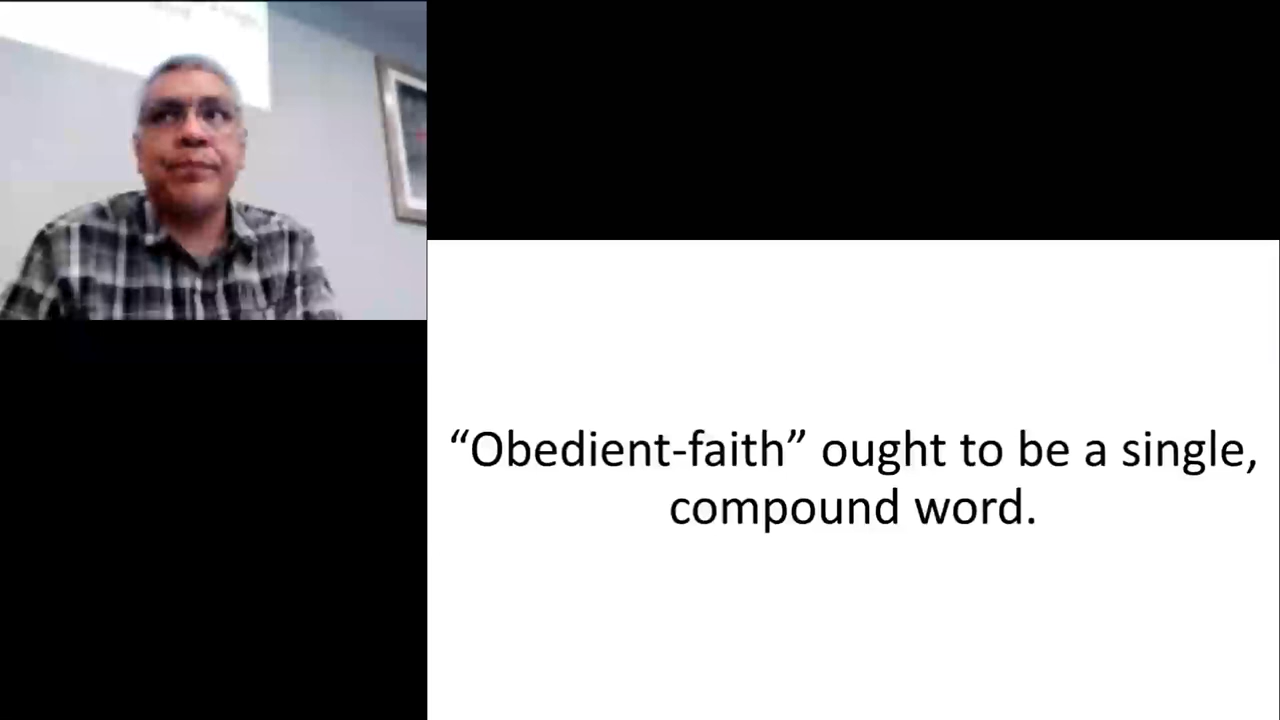 “Obedient-faith” ought to be a single,
compound word.